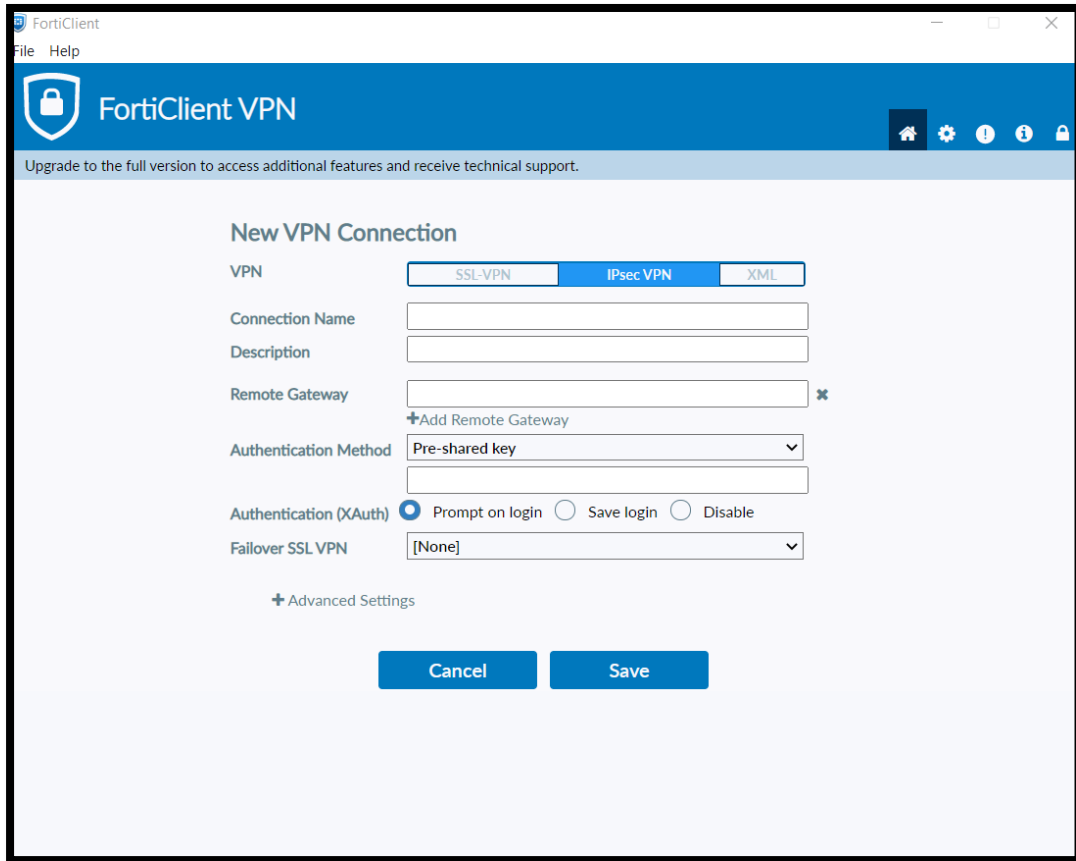 FortiClient
File Help
FortiClient VPN
Upgrade to the full version to access additional features and receive technical support.
New VPN Connection
VPN SSL-VPN IPsec VPN XML
Connection Name
Description
Remote Gateway
+Add Remote Gateway
Authentication Method Pre-shared key
Authentication (XAuth) Prompt on login Save login Disable
Failover SSL VPN [None]
+ Advanced Settings
Cancel Save